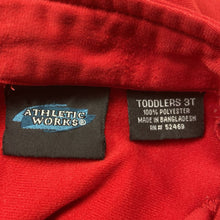 ATHLETIC
WORKS®
TODDLERS 3T
100% POLYESTER
MADE IN BANGLADESH
RN# 52469